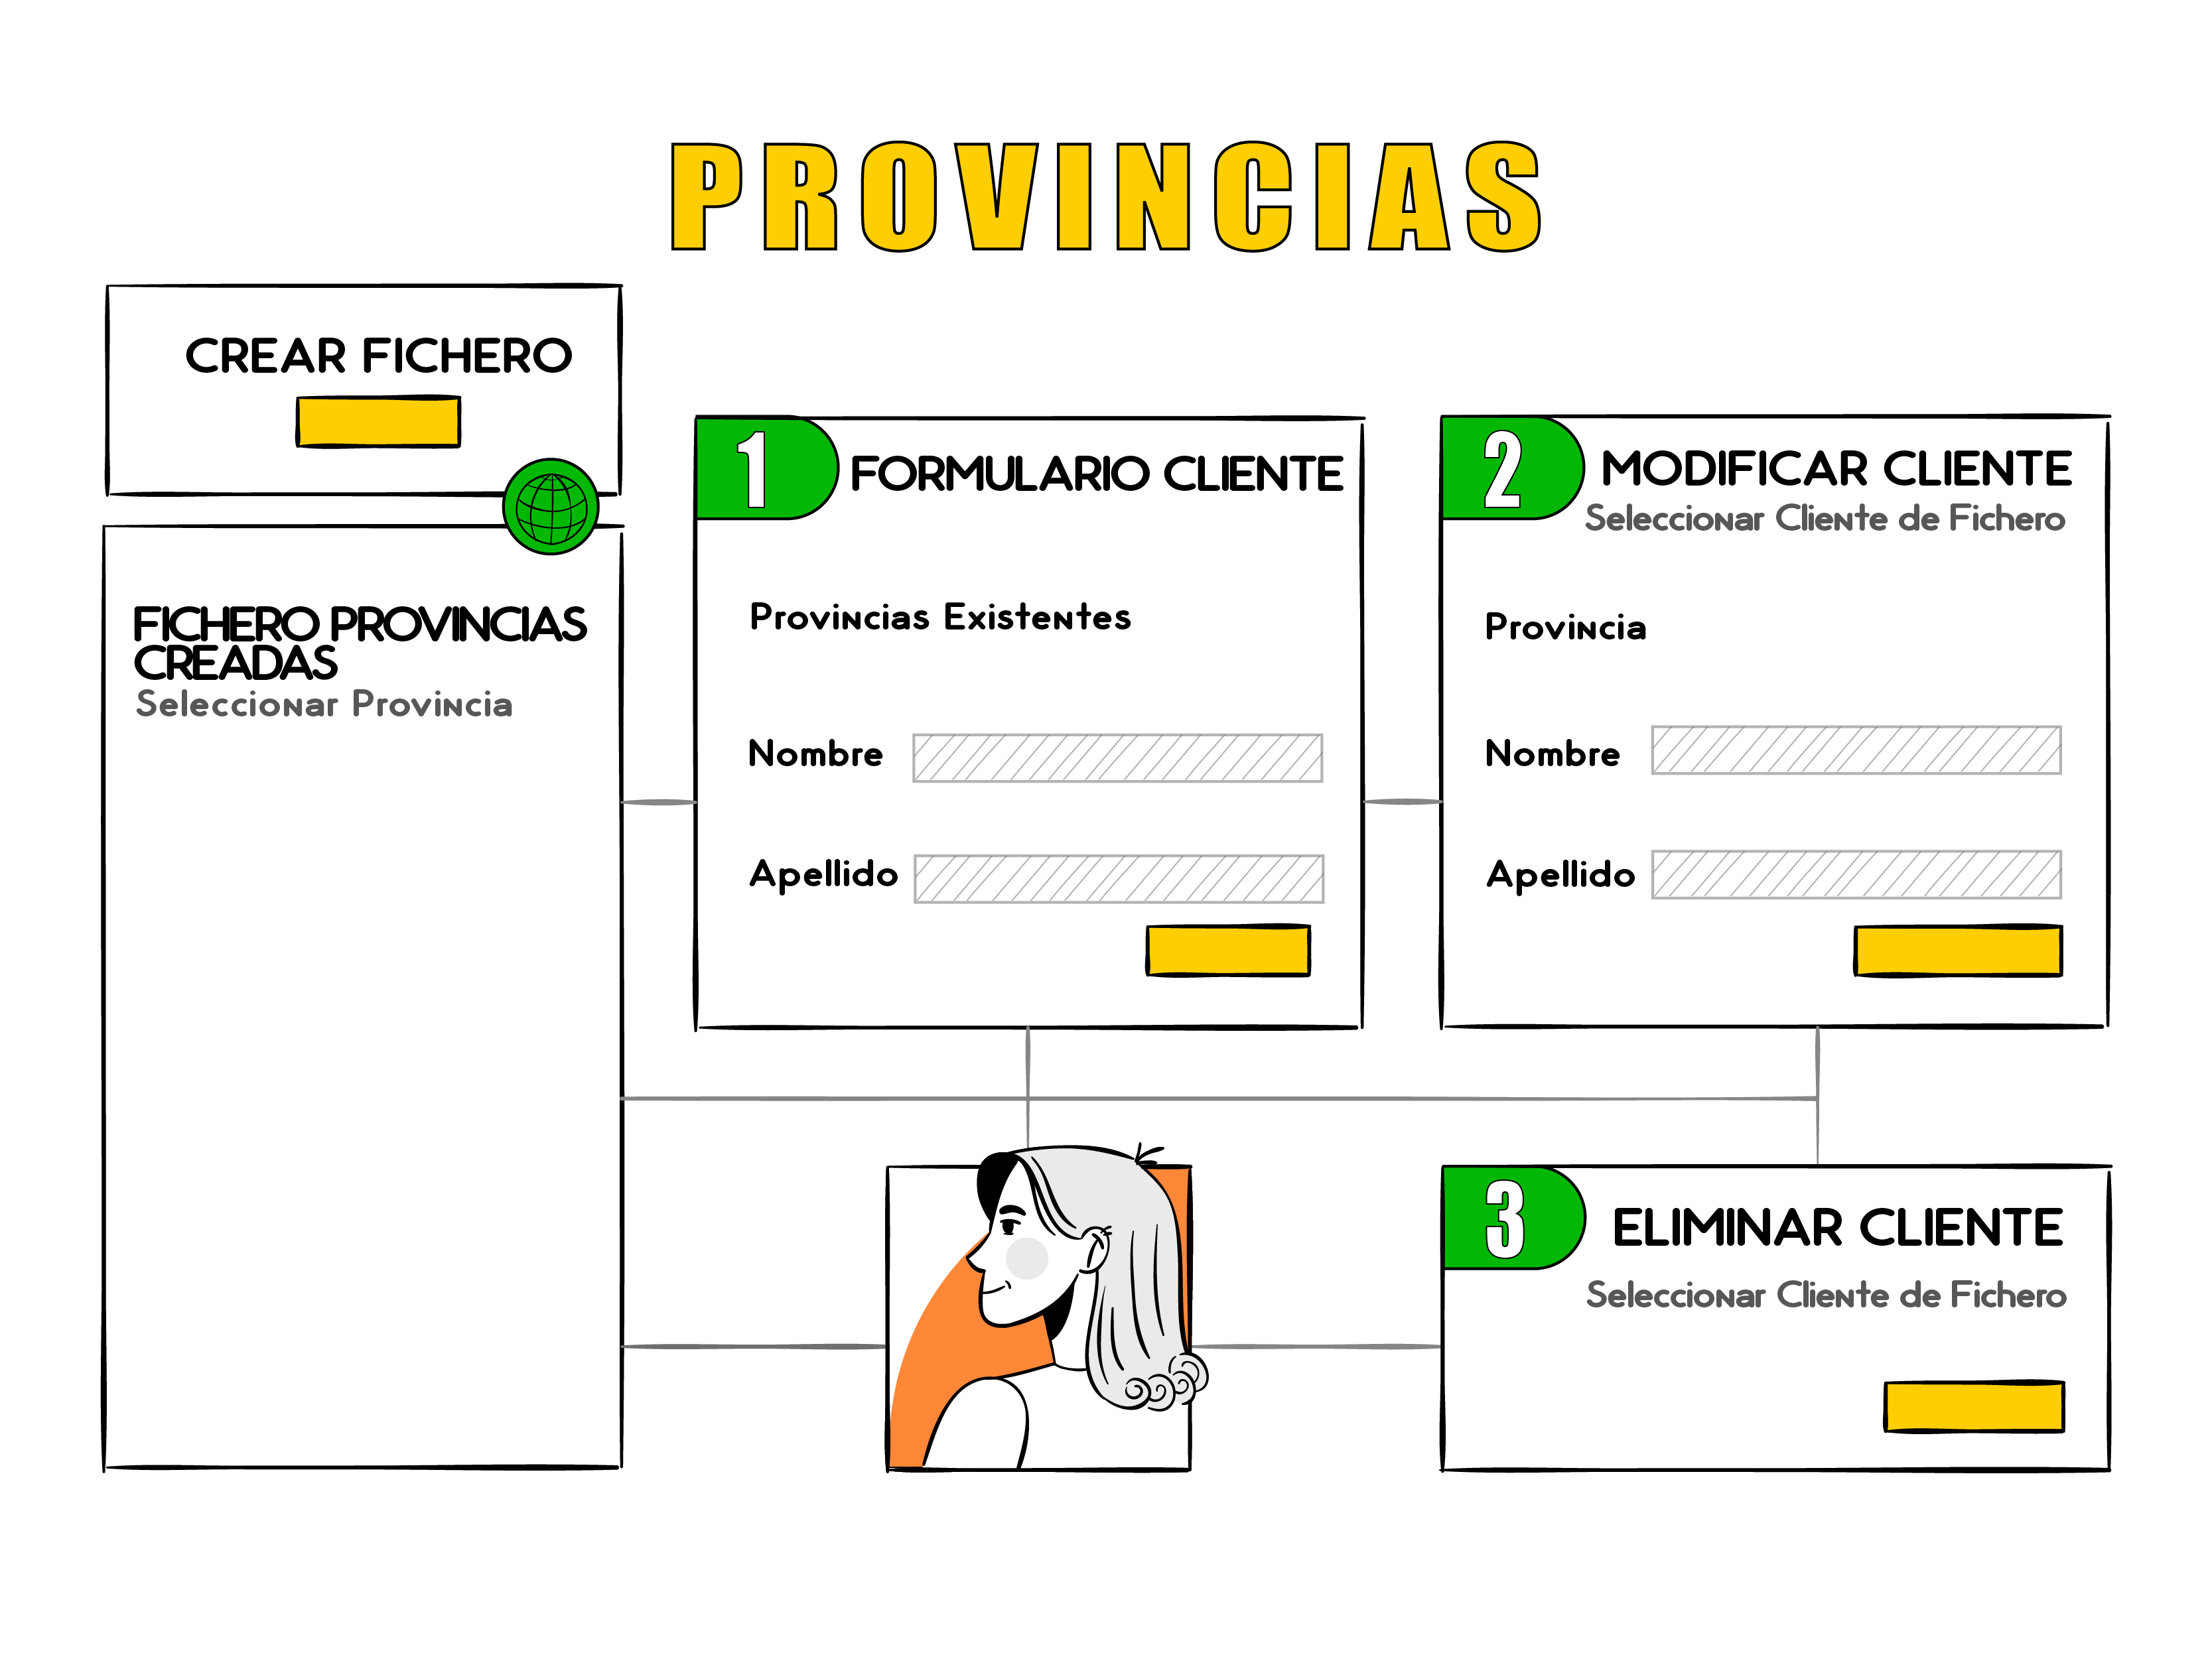 PROVINCIAS
CREAR FICHERO
FICHERO PROVINCIAS
CREADAS
Seleccionar Provincia
1
FORMULARIO CLIENTE
Provincias Existentes
Nombre
Apellido
2
MODIFICAR CLIENTE
Seleccionar Cliente de Fichero
Provincia
Nombre
Apellido
3
ELIMINAR CLIENTE
Seleccionar Cliente de Fichero